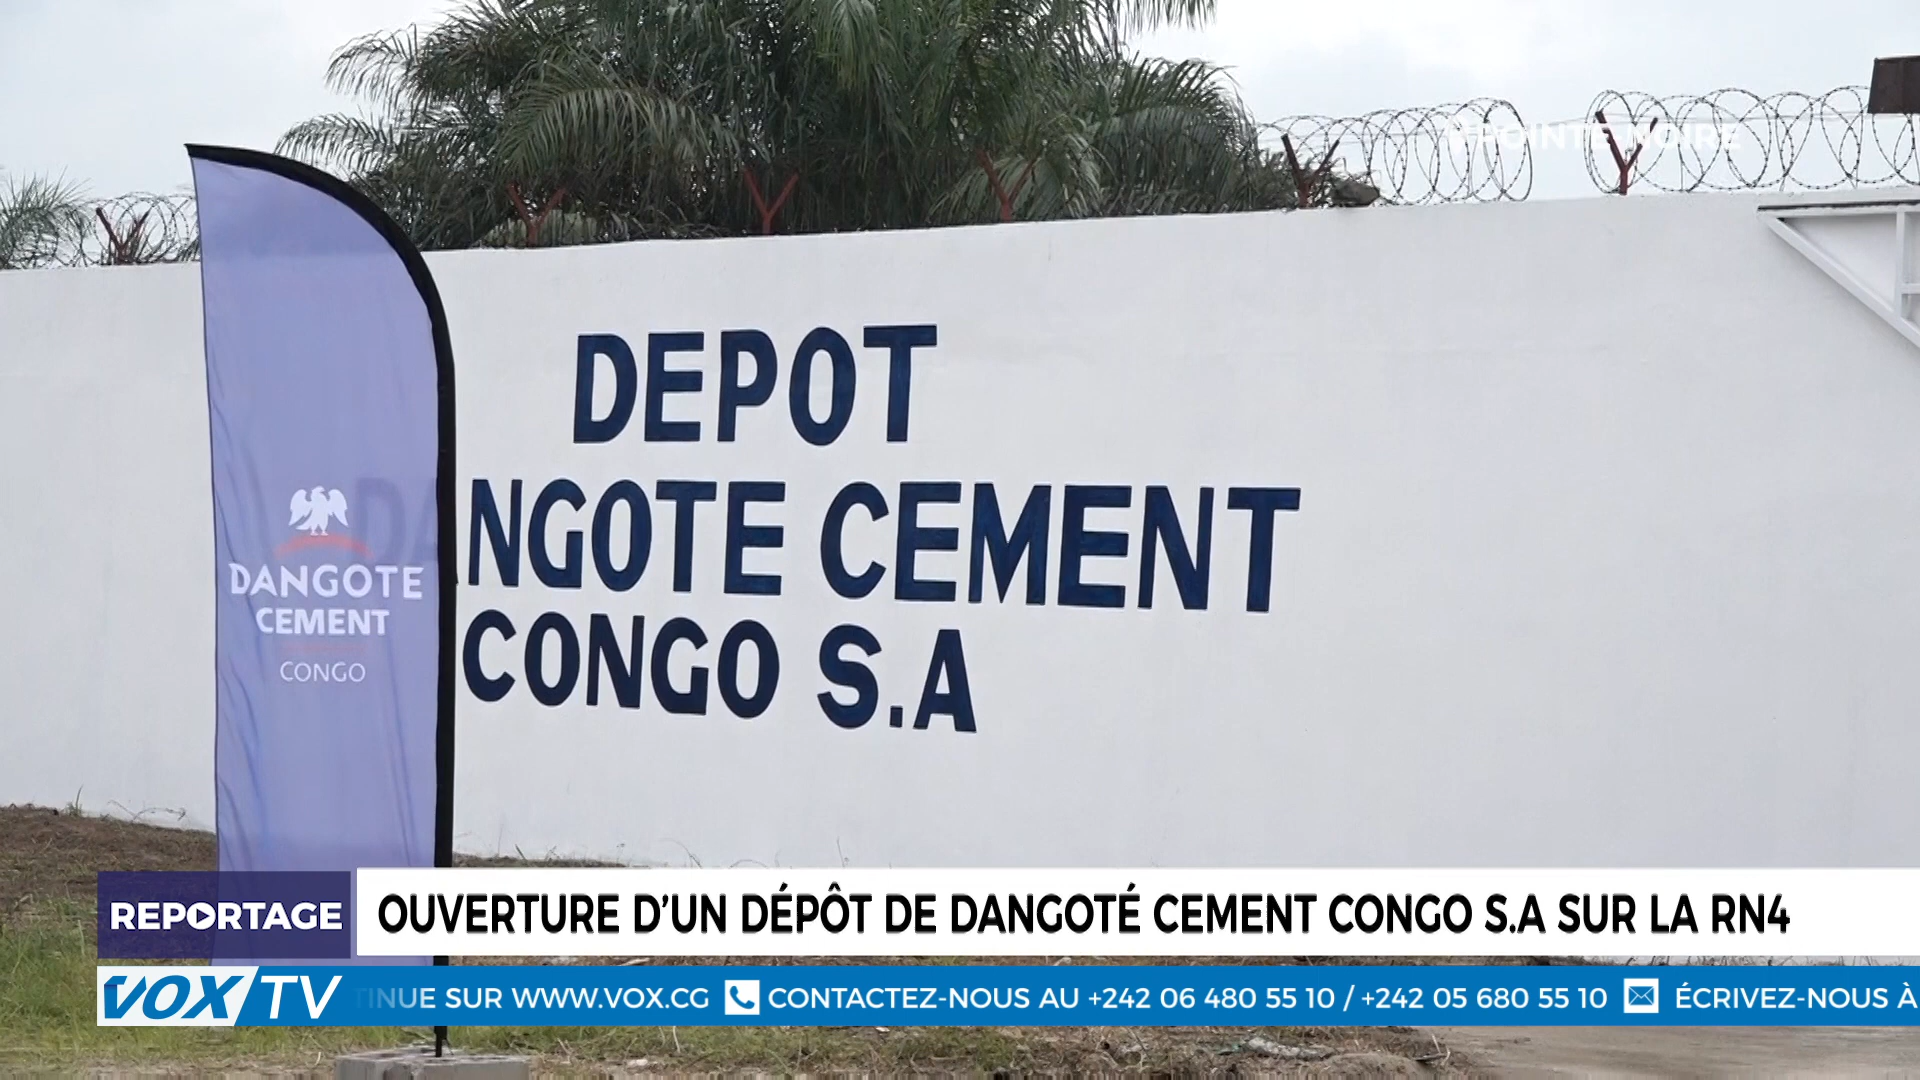 POINTE NOIRE
DEPOT
NGOTE CEMENT
CONGO S.A
DANGOTE
CEMENT
CONGO
REPORTAGE
OUVERTURE D'UN DÉPÔT DE DANGOTÉ CEMENT CONGO S.A SUR LA RN4
VOX TV
TINUE SUR WWW.VOX.CG CONTACTEZ-NOUS AU +242 06 480 55 10 / +242 05 680 55 10 ÉCRIVEZ-NOUS À